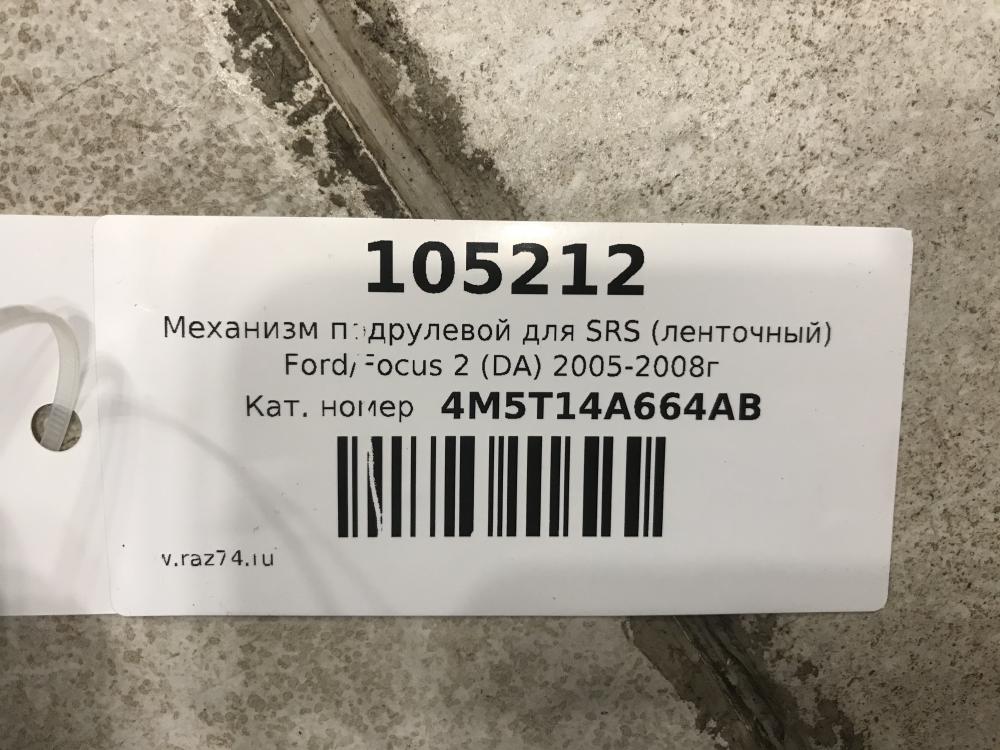 105212
Механизм подрулевой для SRS (ленточный)
Ford/Focus 2 (DA) 2005-2008г
Кат. номер 4M5T14A664AB
v.raz74.ru